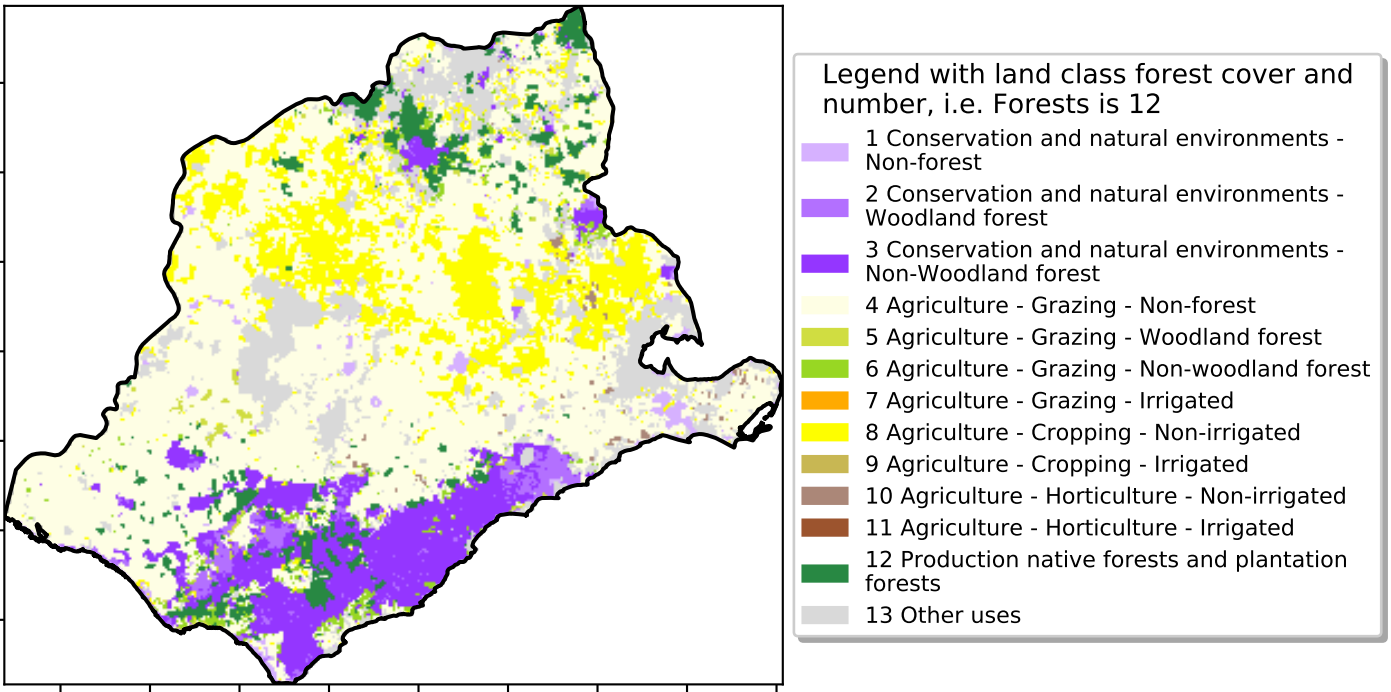 Legend with land class forest cover and
number, i.e. Forests is 12
1 Conservation and natural environments -
Non-forest
2 Conservation and natural environments -
Woodland forest
3 Conservation and natural environments -
Non-Woodland forest
4 Agriculture - Grazing - Non-forest
5 Agriculture - Grazing - Woodland forest
6 Agriculture - Grazing - Non-woodland forest
7 Agriculture - Grazing - Irrigated
8 Agriculture - Cropping - Non-irrigated
9 Agriculture - Cropping - Irrigated
10 Agriculture - Horticulture - Non-irrigated
11 Agriculture - Horticulture - Irrigated
12 Production native forests and plantation
forests
13 Other uses